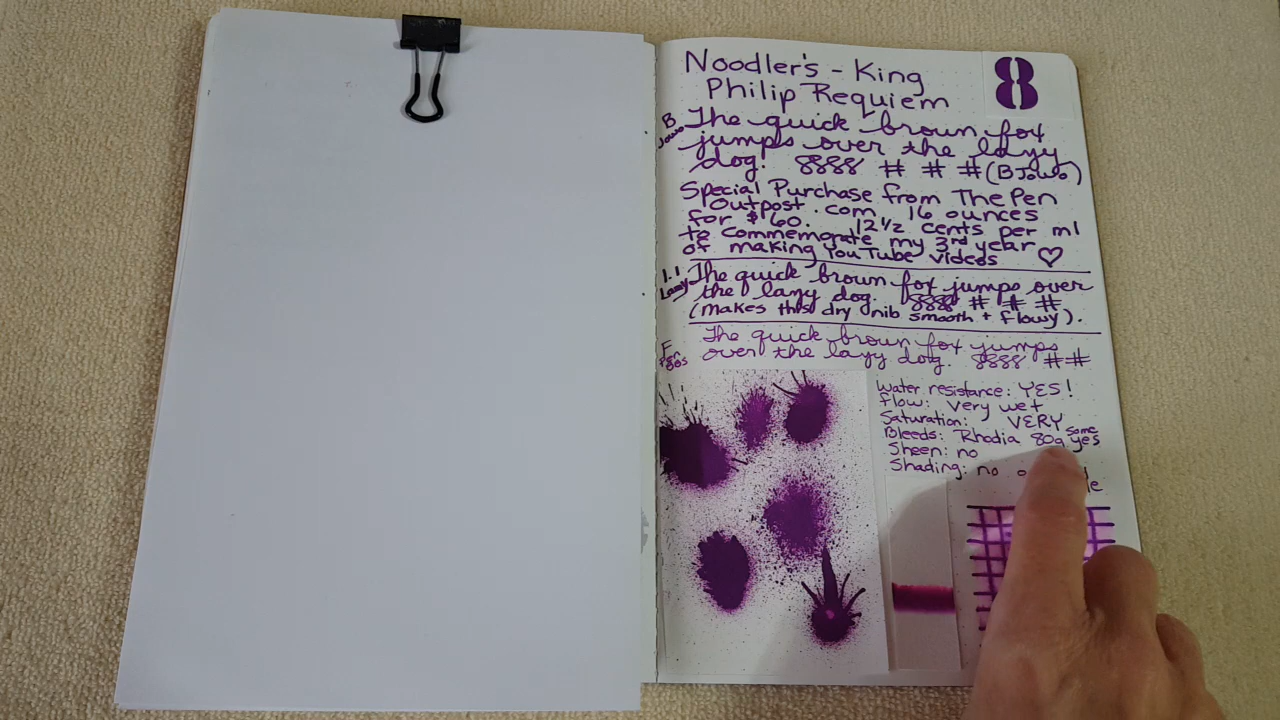 Noodler's - King
Philip Requiem
8
B
Jowo
The quick brown fox
jumps over the lazy
dog. 8888 # # # (B Jowo)
Special Purchase from The Pen
Outpost.com 16 ounces
for $60. 12 1/2 cents per ml
to commemorate my 3rd year
of making YouTube videos ♡
1.1
Lamy
The quick brown fox jumps over
the lazy dog. 8888 # # #
(makes this dry nib smooth + flowy).
F
The quick brown fox jumps
over the lazy dog. 8888 # #
Water resistance: YES!
Flow: Very wet
Saturation: VERY
Bleeds: Rhodia 80g some yes
Sheen: no
Shading: no